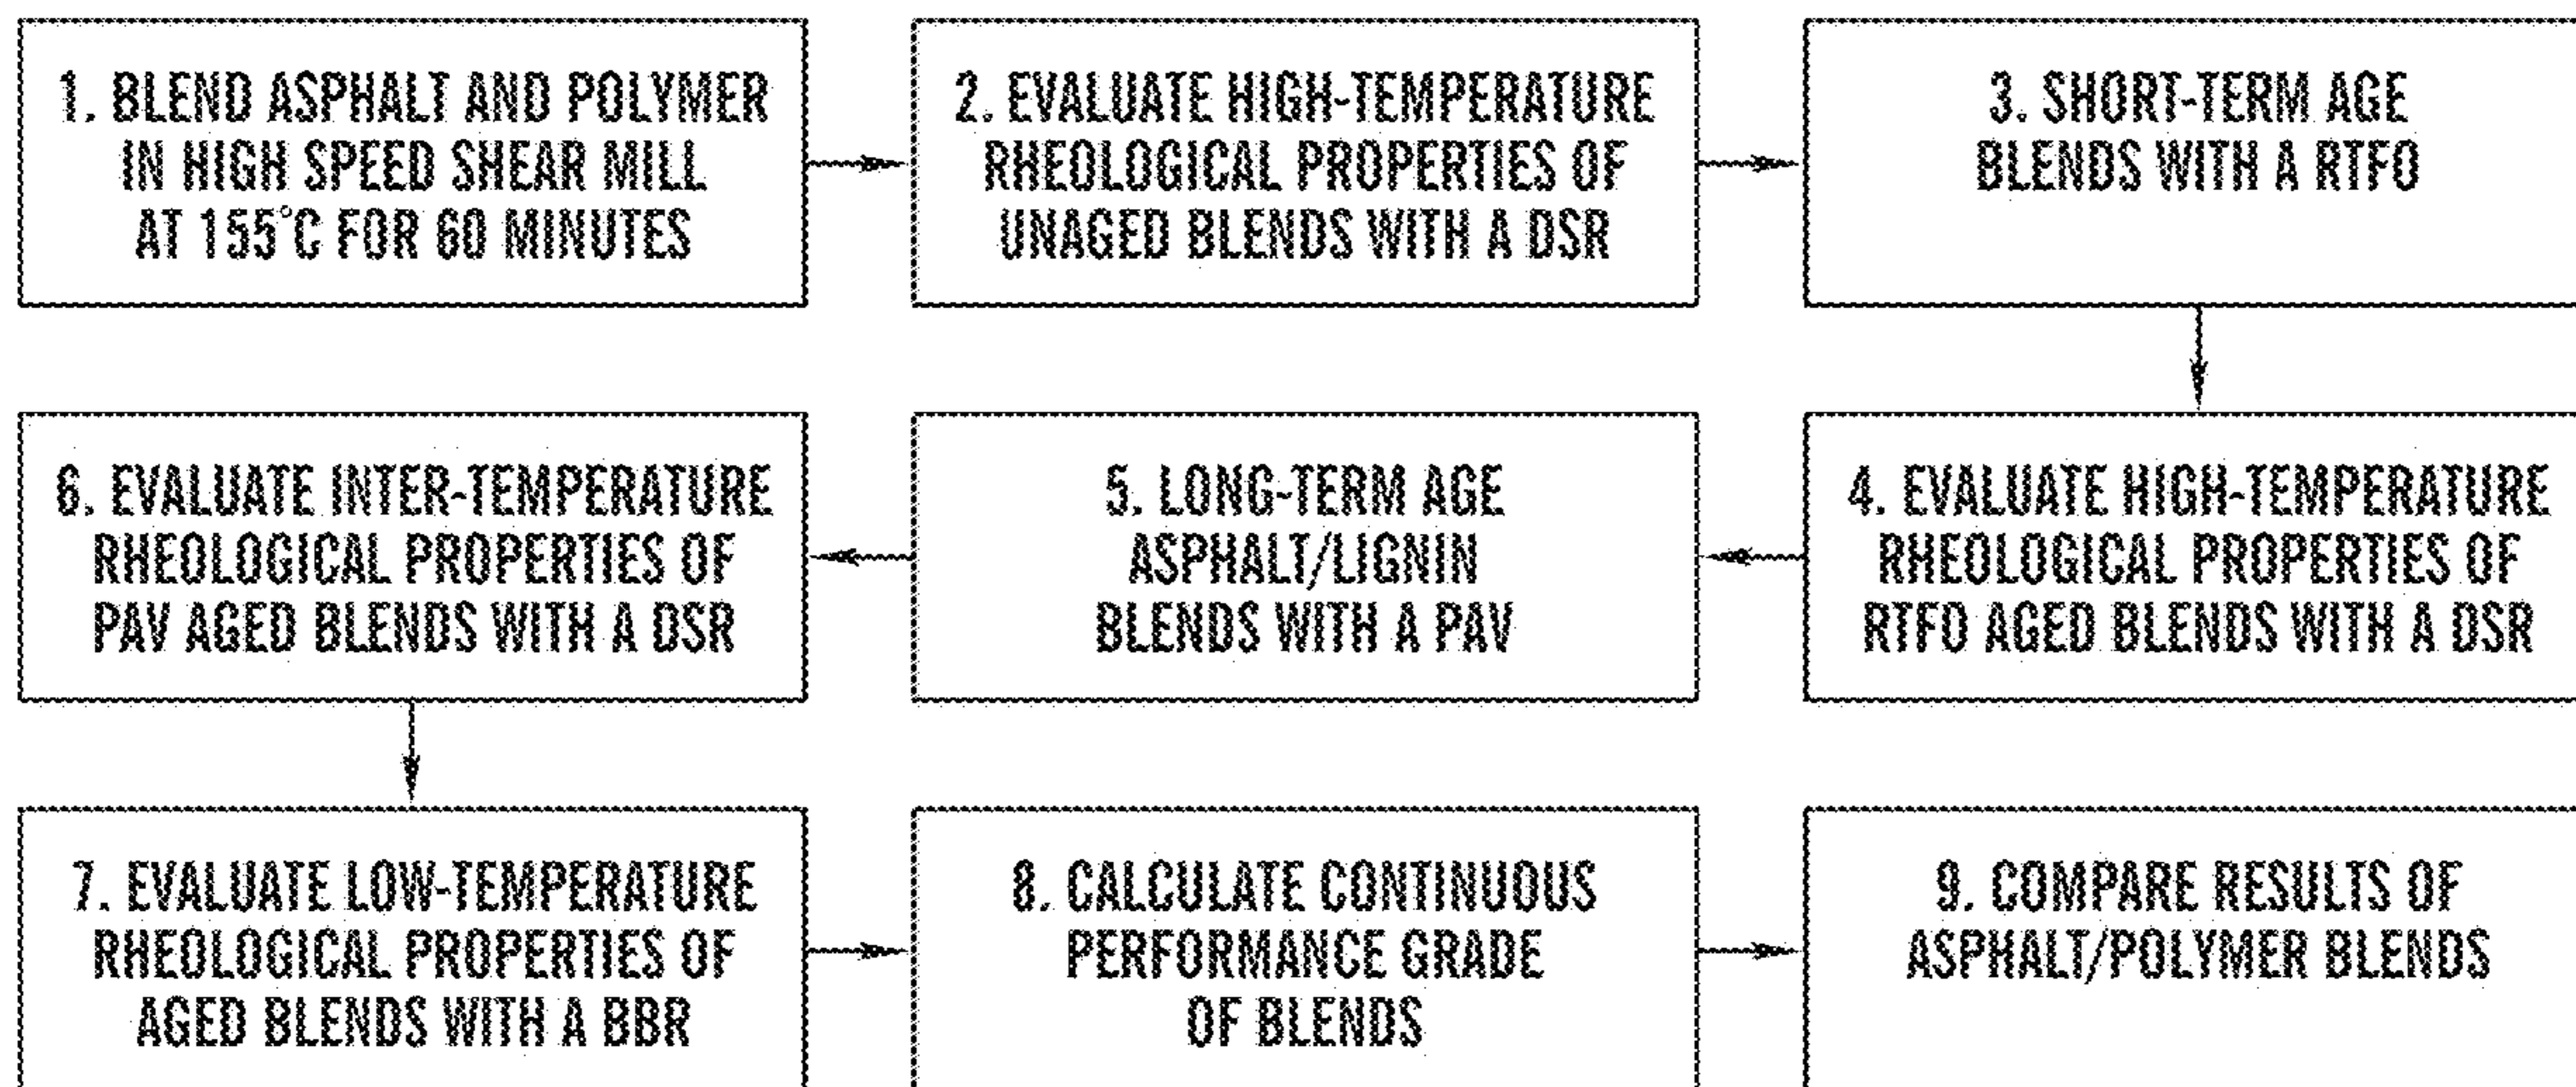 1. BLEND ASPHALT AND POLYMER
IN HIGH SPEED SHEAR MILL
AT 155°C FOR 60 MINUTES
2. EVALUATE HIGH-TEMPERATURE
RHEOLOGICAL PROPERTIES OF
UNAGED BLENDS WITH A DSR
3. SHORT-TERM AGE
BLENDS WITH A RTFO
4. EVALUATE HIGH-TEMPERATURE
RHEOLOGICAL PROPERTIES OF
RTFO AGED BLENDS WITH A DSR
5. LONG-TERM AGE
ASPHALT/LIGNIN
BLENDS WITH A PAV
6. EVALUATE INTER-TEMPERATURE
RHEOLOGICAL PROPERTIES OF
PAV AGED BLENDS WITH A DSR
7. EVALUATE LOW-TEMPERATURE
RHEOLOGICAL PROPERTIES OF
AGED BLENDS WITH A BBR
8. CALCULATE CONTINUOUS
PERFORMANCE GRADE
OF BLENDS
9. COMPARE RESULTS OF
ASPHALT/POLYMER BLENDS